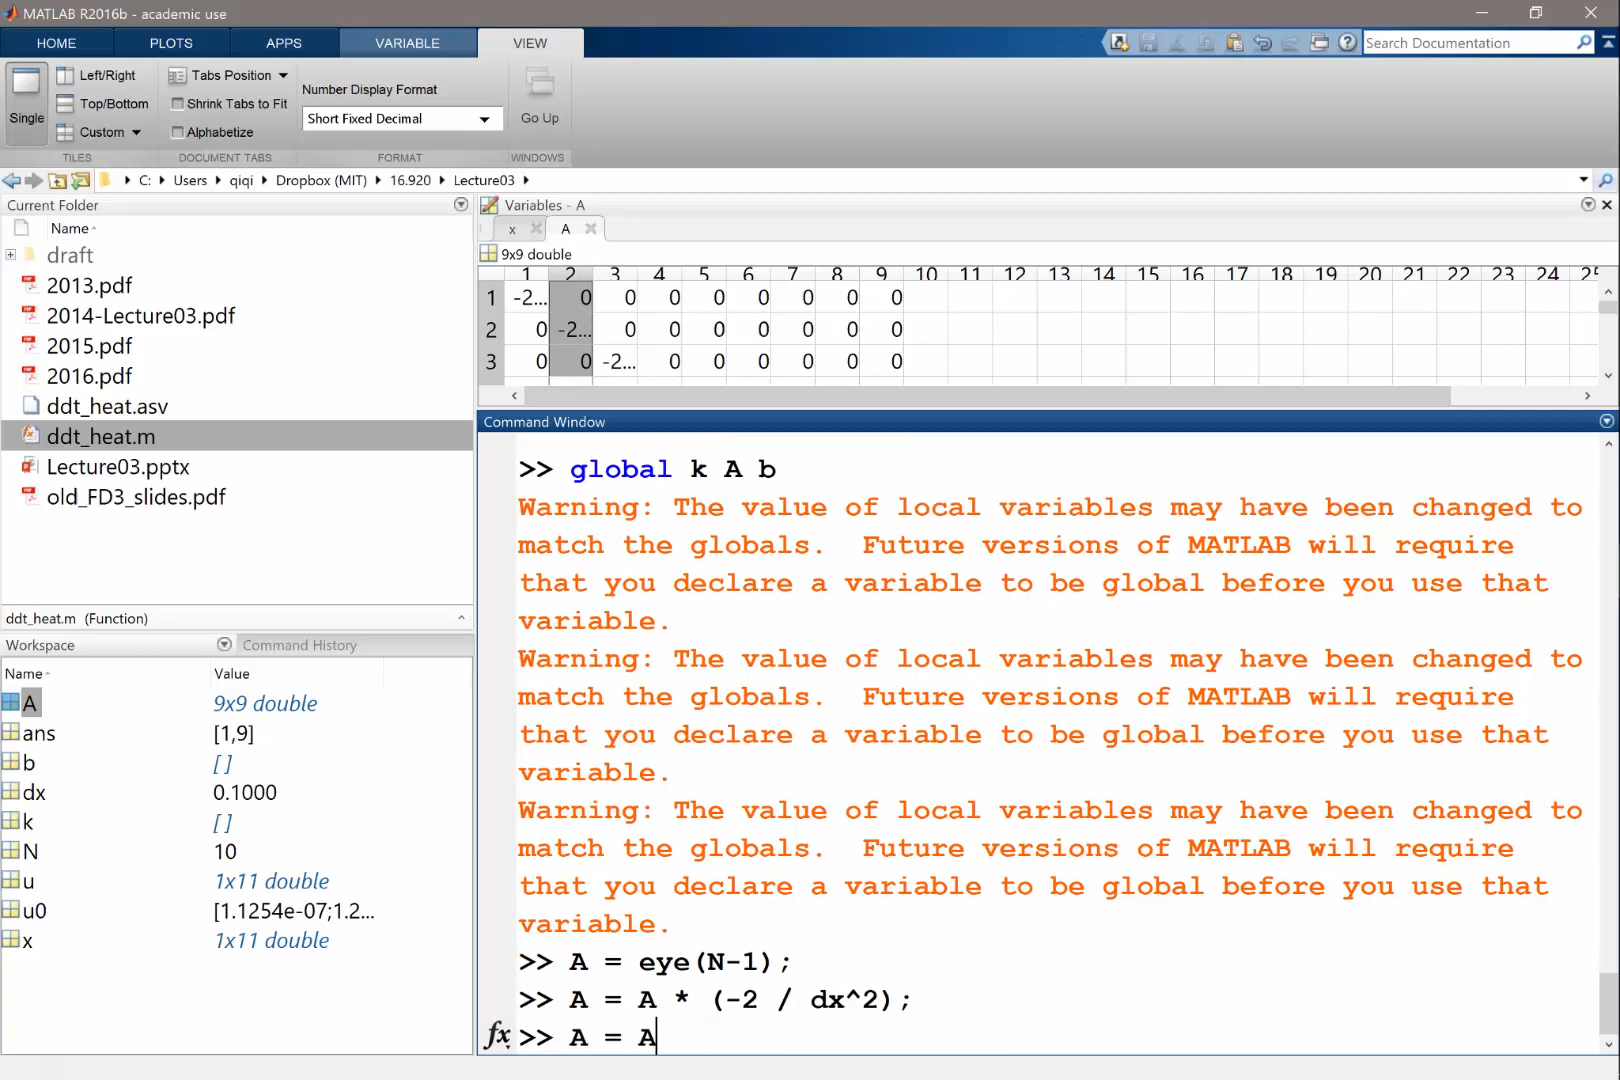 MATLAB R2016b - academic use
HOME PLOTS APPS VARIABLE VIEW Search Documentation
Left/Right Tabs Position
Number Display Format
Top/Bottom Shrink Tabs to Fit
Single Custom Alphabetize Short Fixed Decimal Go Up
TILES DOCUMENT TABS FORMAT WINDOWS
C: Users qiqi Dropbox (MIT) 16.920 Lecture03
Current Folder
Name
draft
2013.pdf
2014-Lecture03.pdf
2015.pdf
2016.pdf
ddt_heat.asv
ddt_heat.m
Lecture03.pptx
old_FD3_slides.pdf
ddt_heat.m (Function)
Workspace Command History
Name Value
A 9x9 double
ans [1,9]
b [ ]
dx 0.1000
k [ ]
N 10
u 1x11 double
u0 [1.1254e-07;1.2...
x 1x11 double
Variables - A
x A
9x9 double
1 2 3 4 5 6 7 8 9 10 11 12 13 14 15 16 17 18 19 20 21 22 23 24 25
1 -2... 0 0 0 0 0 0 0 0
2 0 -2... 0 0 0 0 0 0 0
3 0 0 -2... 0 0 0 0 0 0
Command Window
>> global k A b
Warning: The value of local variables may have been changed to
match the globals.  Future versions of MATLAB will require
that you declare a variable to be global before you use that
variable.
Warning: The value of local variables may have been changed to
match the globals.  Future versions of MATLAB will require
that you declare a variable to be global before you use that
variable.
Warning: The value of local variables may have been changed to
match the globals.  Future versions of MATLAB will require
that you declare a variable to be global before you use that
variable.
>> A = eye(N-1);
>> A = A * (-2 / dx^2);
fx >> A = A